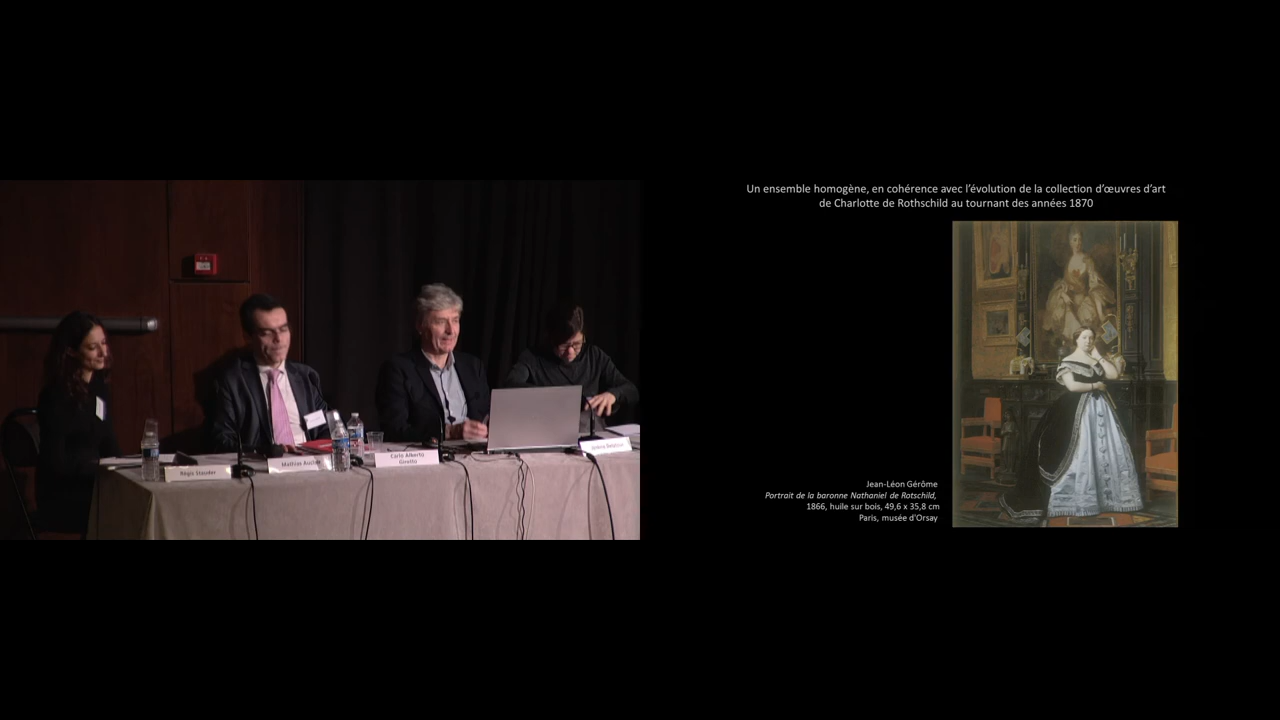 Un ensemble homogène, en cohérence avec l'évolution de la collection d'œuvres d'art
de Charlotte de Rothschild au tournant des années 1870
Jean-Léon Gérôme
Portrait de la baronne Nathaniel de Rotschild,
1866, huile sur bois, 49,6 x 35,8 cm
Paris, musée d'Orsay
Régis Stauder
Mathias
Carlo Alberto
Girotto